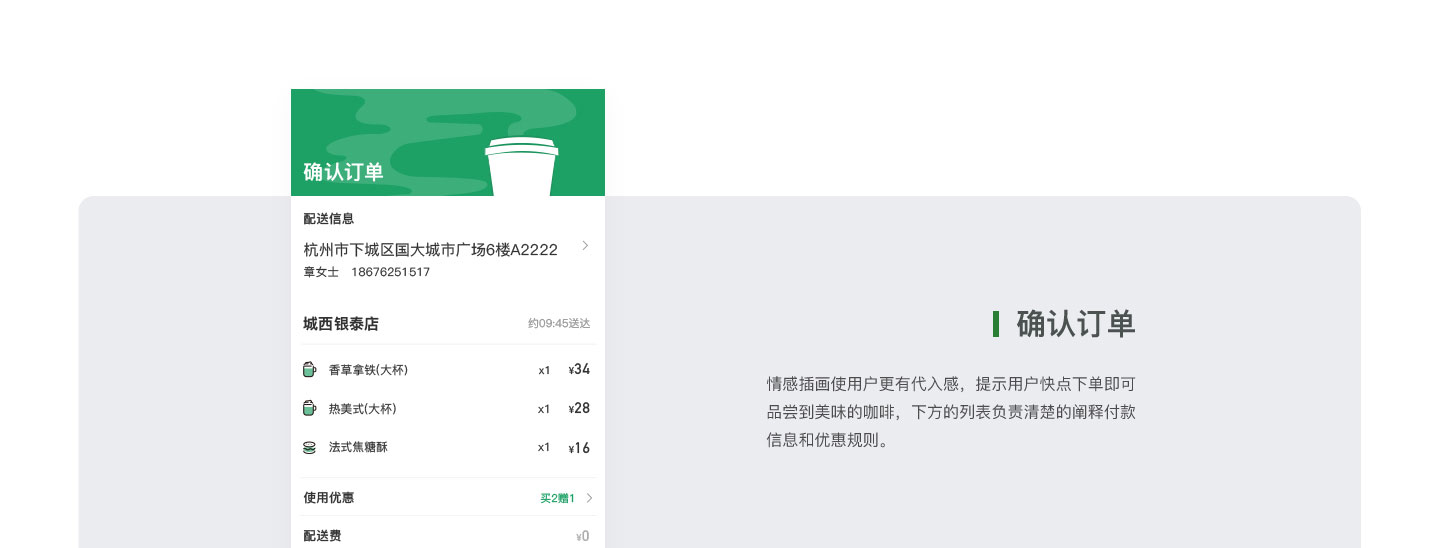 确认订单
配送信息
杭州市下城区国大城市广场6楼A2222
章女士 18676251517
城西银泰店 约09:45送达
香草拿铁(大杯) x1 ¥34
热美式(大杯) x1 ¥28
法式焦糖酥 x1 ¥16
使用优惠 买2赠1
配送费 ¥0
确认订单
情感插画使用户更有代入感，提示用户快点下单即可
品尝到美味的咖啡，下方的列表负责清楚的阐释付款
信息和优惠规则。